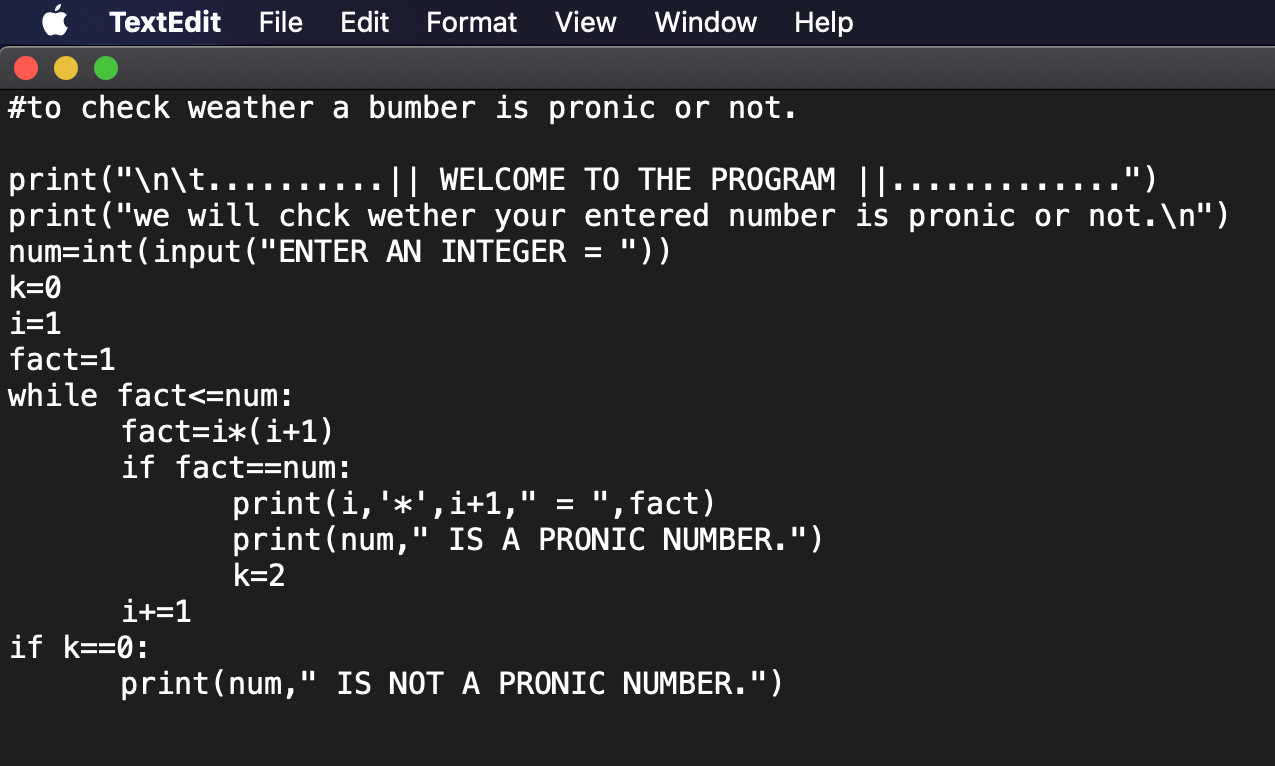 TextEdit File Edit Format View Window Help
#to check weather a bumber is pronic or not.
print("\n\t..........|| WELCOME TO THE PROGRAM ||.............")
print("we will chck wether your entered number is pronic or not.\n")
num=int(input("ENTER AN INTEGER = "))
k=0
i=1
fact=1
while fact<=num:
	fact=i*(i+1)
	if fact==num:
		print(i,'*',i+1," = ",fact)
		print(num," IS A PRONIC NUMBER.")
		k=2
	i+=1
if k==0:
	print(num," IS NOT A PRONIC NUMBER.")